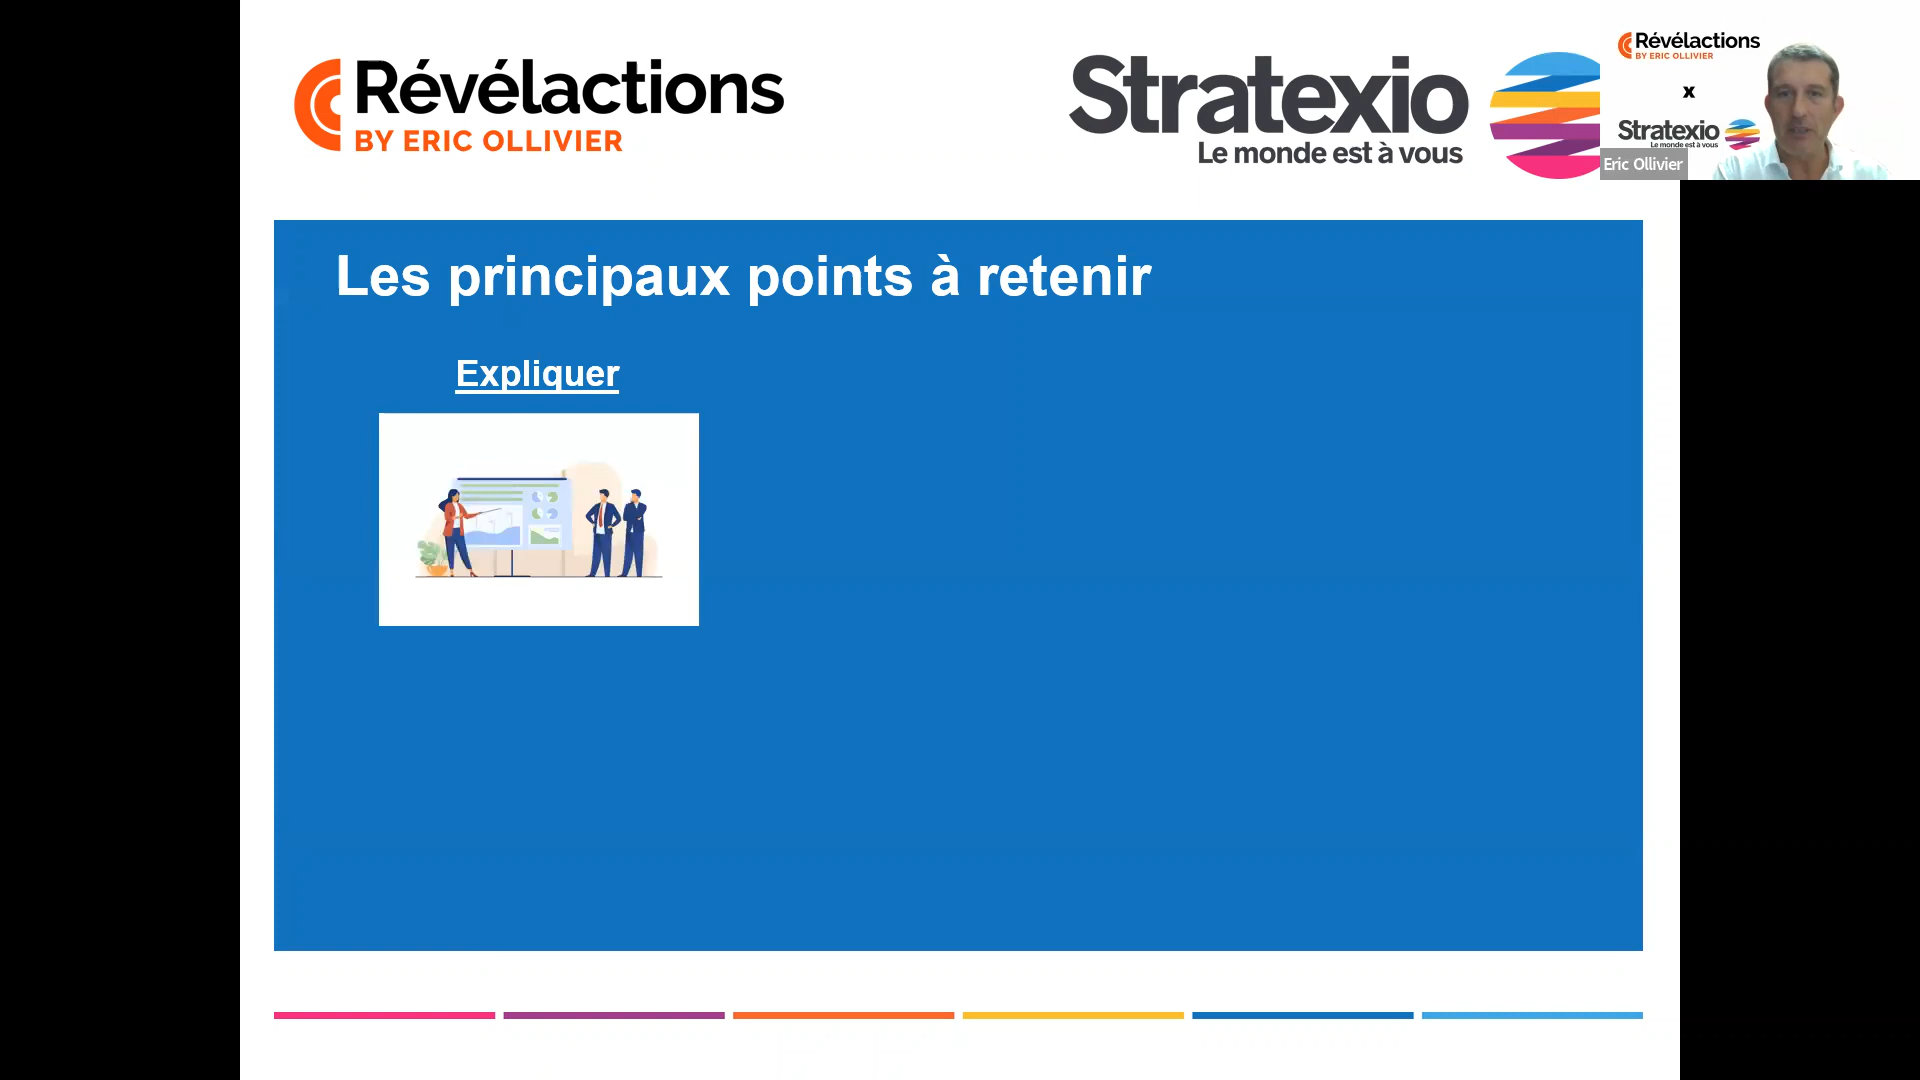 Révélactions
BY ERIC OLLIVIER
Stratexio
Le monde est à vous
Révélactions
BY ERIC OLLIVIER
x
Stratexio
Le monde est à vous
Eric Ollivier
Les principaux points à retenir
Expliquer